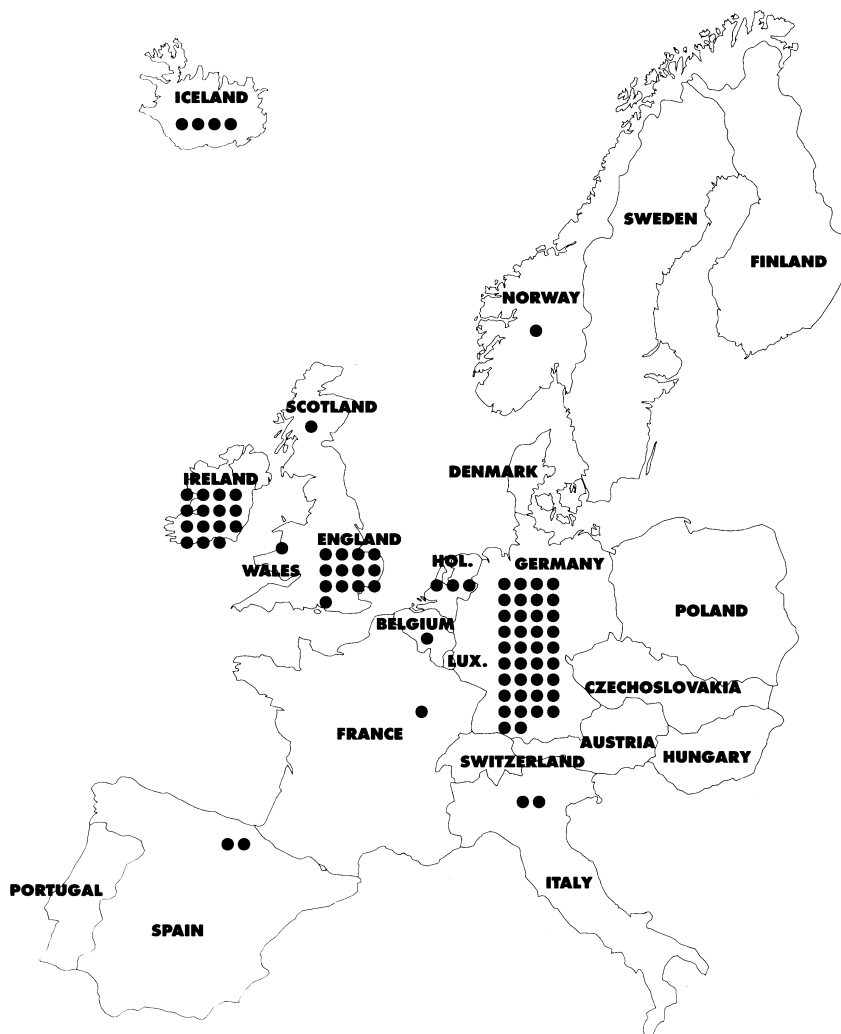 ICELAND
SWEDEN
FINLAND
NORWAY
SCOTLAND
DENMARK
IRELAND
ENGLAND
HOL.
GERMANY
WALES
POLAND
BELGIUM
LUX.
CZECHOSLOVAKIA
FRANCE
AUSTRIA
HUNGARY
SWITZERLAND
ITALY
PORTUGAL
SPAIN